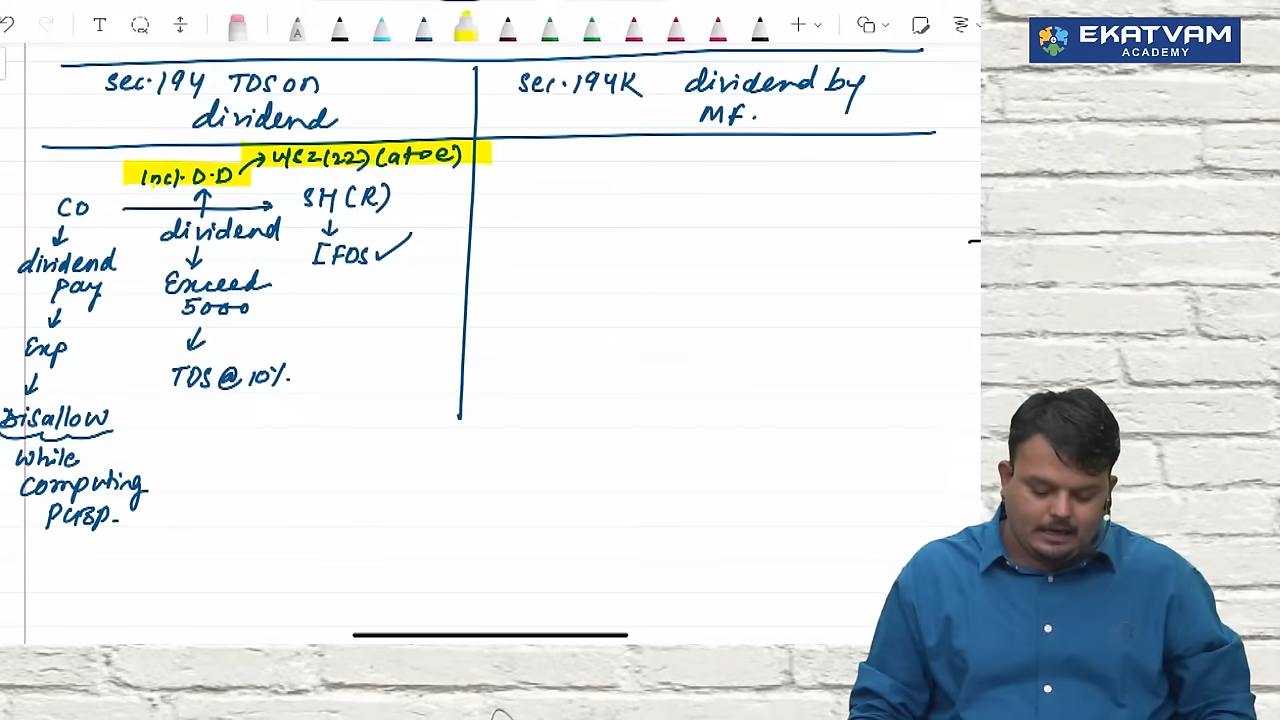 EKATVAM
ACADEMY
Sec.194 TDS on
dividend
Sec.194K dividend by
MF.
Incl. D.D → u/s 2(22)(a to e)
CO
SH(R)
dividend
IFOS ✓
dividend
pay
Exceed
5000
Exp
TDS @ 10%.
Disallow
while
Computing
PGBP.